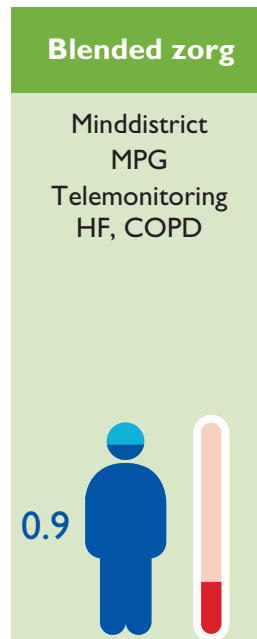 Blended zorg
Minddistrict
MPG
Telemonitoring
HF, COPD
0.9